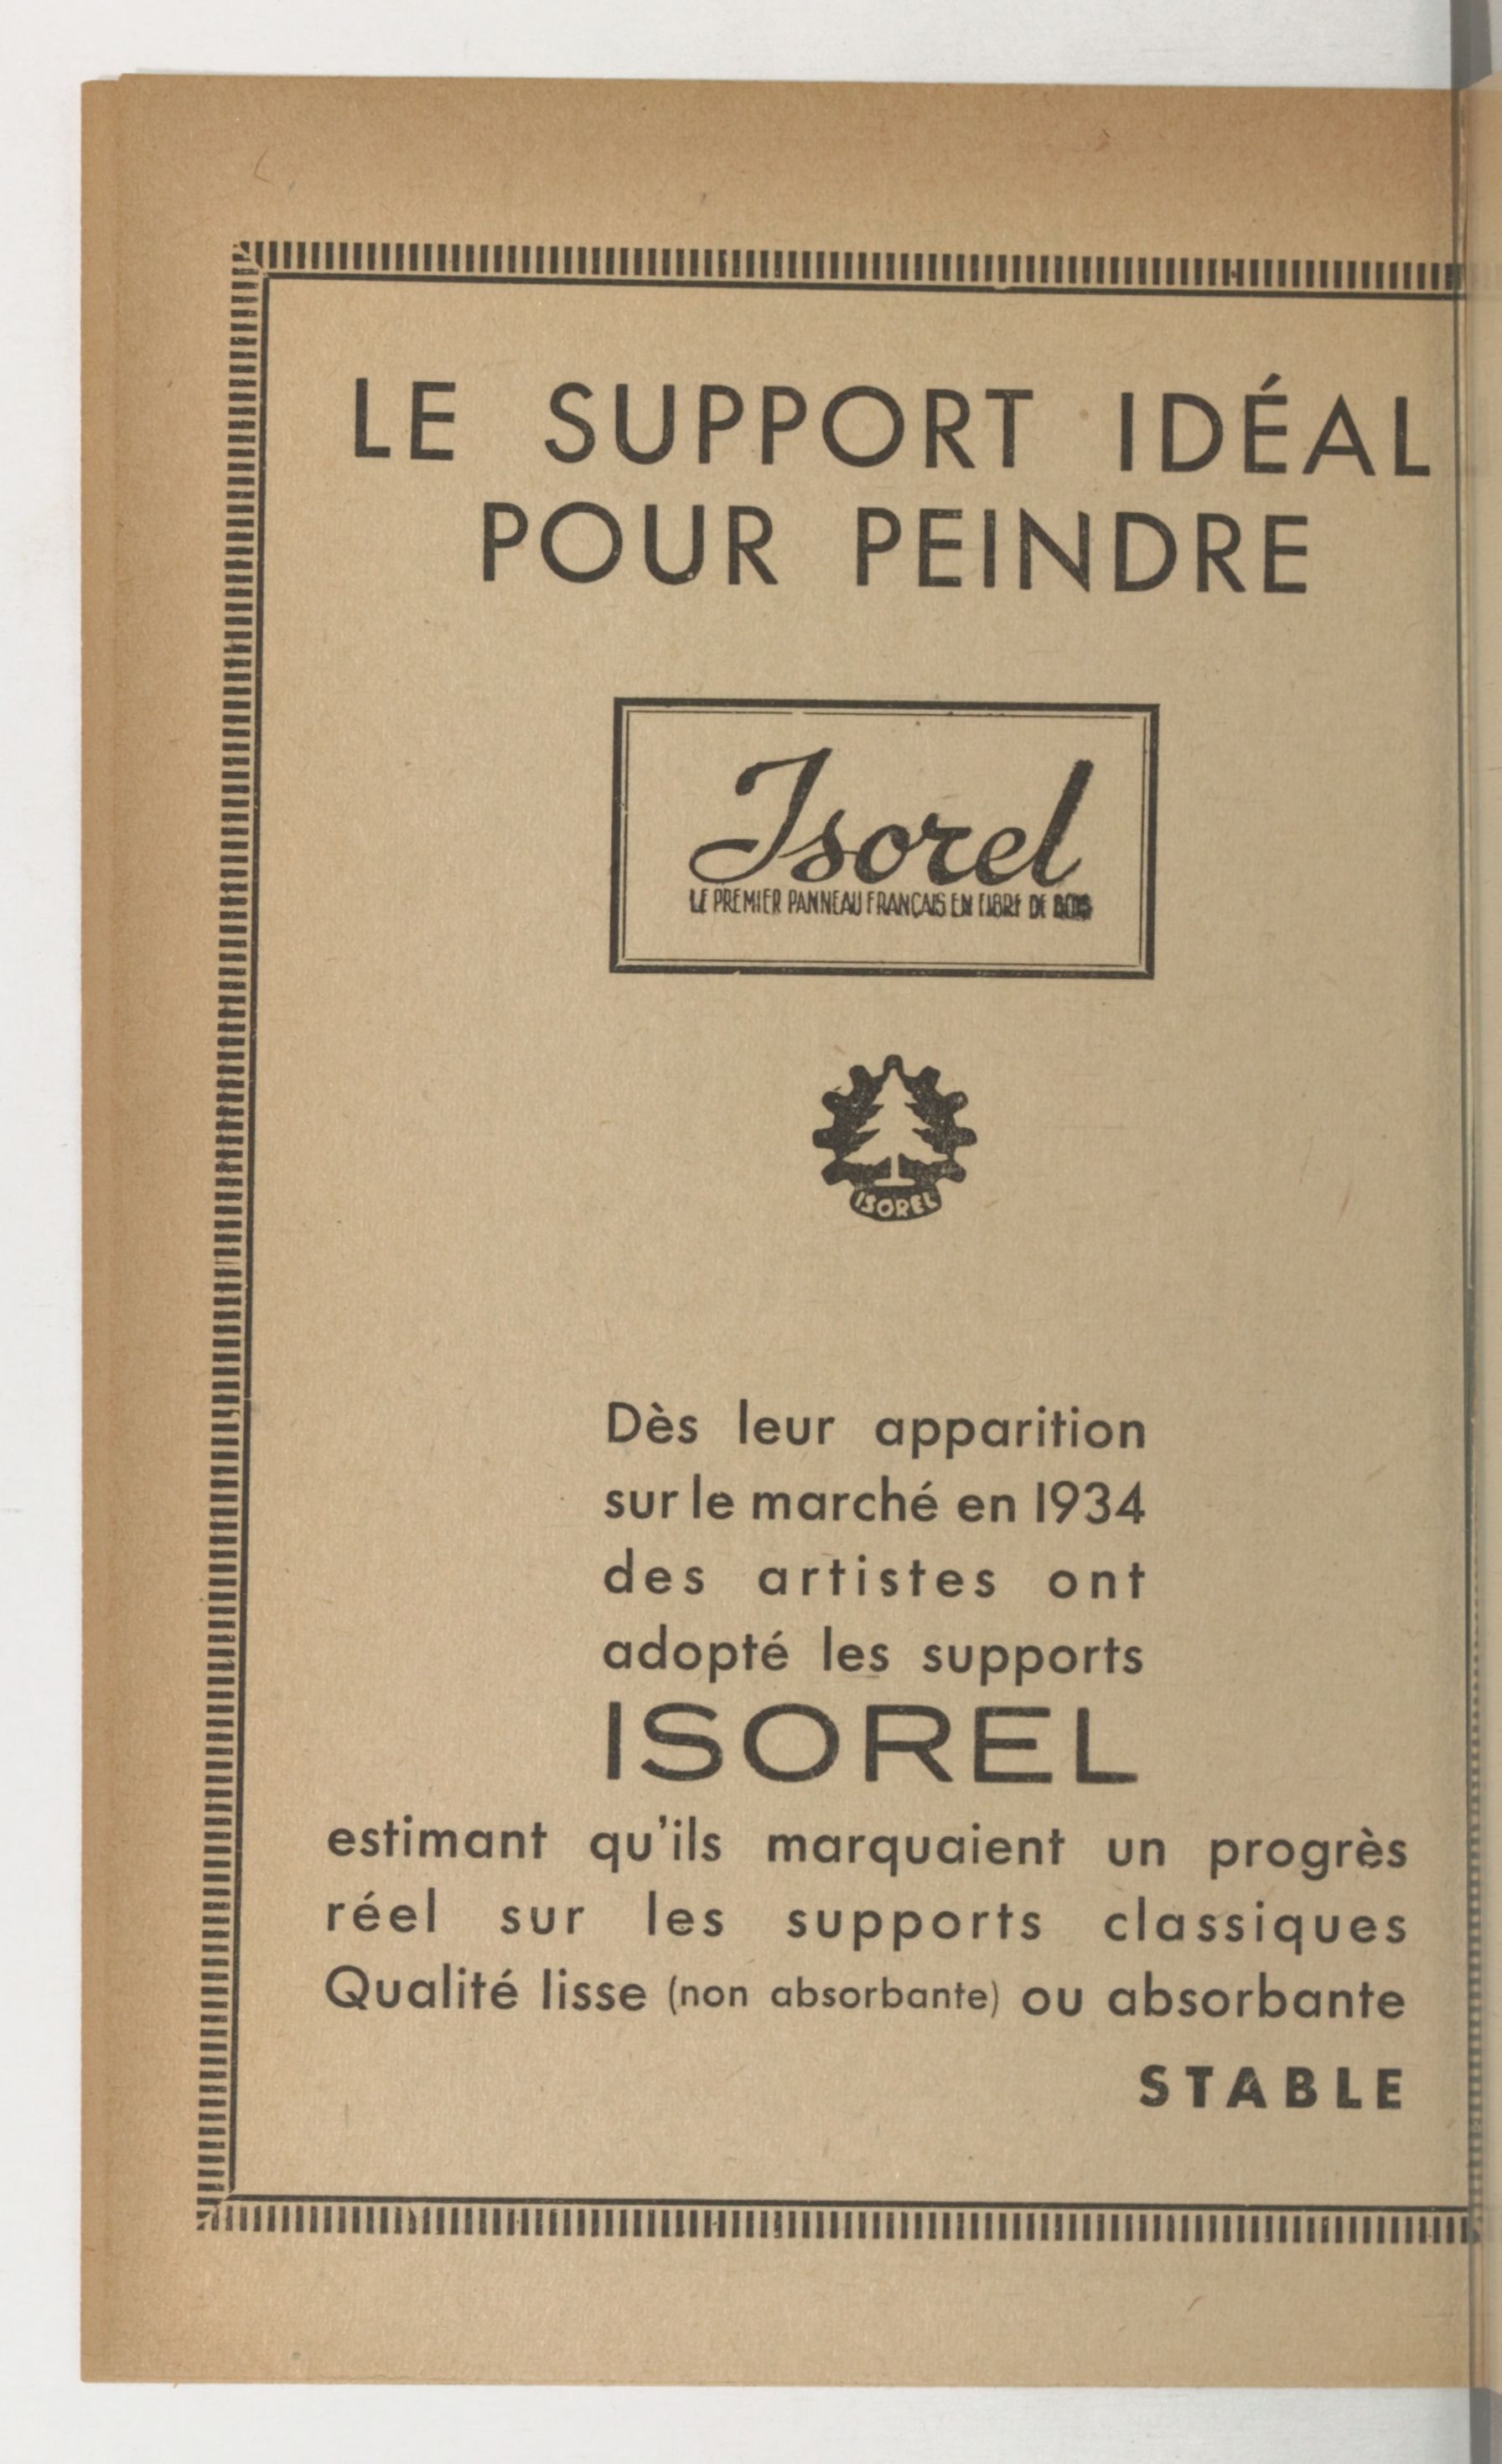 LE SUPPORT IDÉAL
POUR PEINDRE
Isorel
LE PREMIER PANNEAU FRANÇAIS EN FIBRE DE BOIS
ISOREL
Dès leur apparition
sur le marché en 1934
des artistes ont
adopté les supports
ISOREL
estimant qu'ils marquaient un progrès
réel sur les supports classiques
Qualité lisse (non absorbante) ou absorbante
STABLE